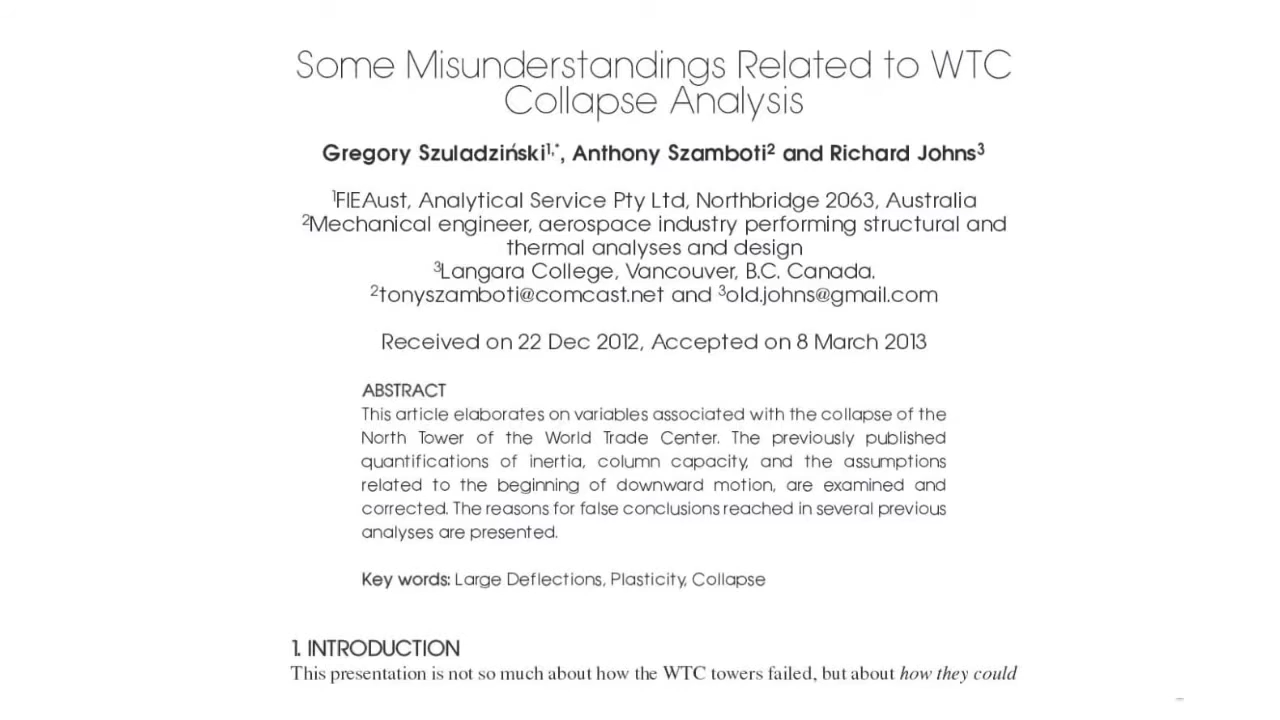 Some Misunderstandings Related to WTC
Collapse Analysis
Gregory Szuladziński1,*, Anthony Szamboti2 and Richard Johns3
1FIEAust, Analytical Service Pty Ltd, Northbridge 2063, Australia
2Mechanical engineer, aerospace industry performing structural and
thermal analyses and design
3Langara College, Vancouver, B.C. Canada.
2tonyszamboti@comcast.net and 3old.johns@gmail.com
Received on 22 Dec 2012, Accepted on 8 March 2013
ABSTRACT
This article elaborates on variables associated with the collapse of the
North Tower of the World Trade Center. The previously published
quantifications of inertia, column capacity, and the assumptions
related to the beginning of downward motion, are examined and
corrected. The reasons for false conclusions reached in several previous
analyses are presented.
Key words: Large Deflections, Plasticity, Collapse
1. INTRODUCTION
This presentation is not so much about how the WTC towers failed, but about how they could